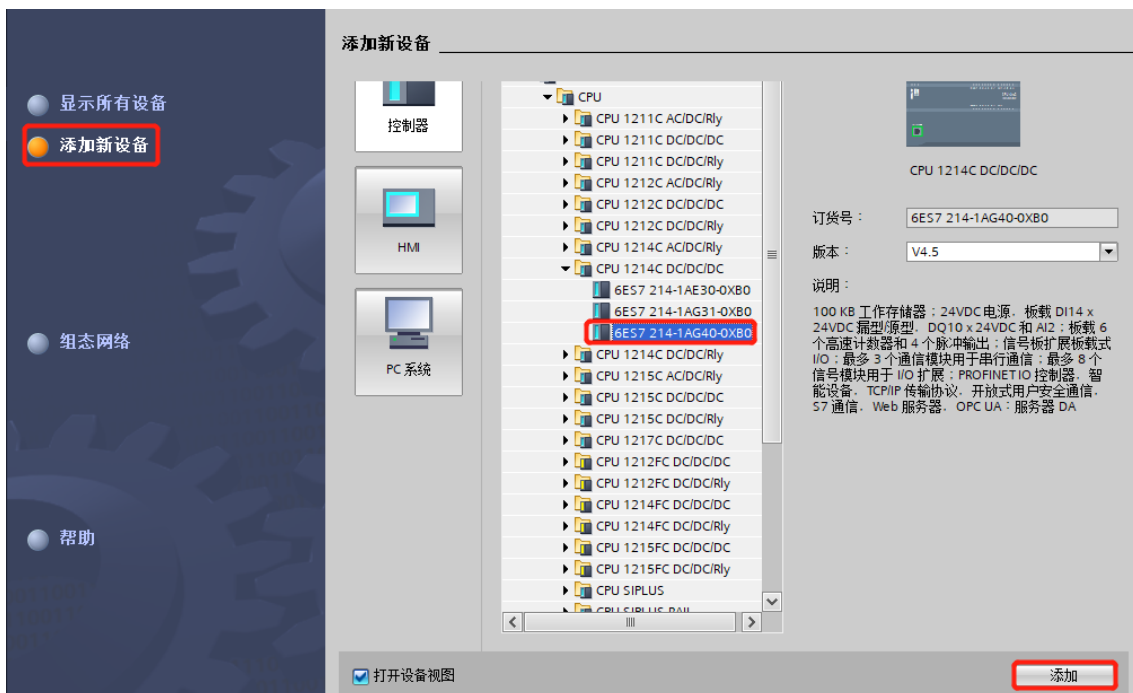 添加新设备
显示所有设备
添加新设备
组态网络
帮助
控制器
HMI
PC 系统
CPU
CPU 1211C AC/DC/Rly
CPU 1211C DC/DC/DC
CPU 1211C DC/DC/Rly
CPU 1212C AC/DC/Rly
CPU 1212C DC/DC/DC
CPU 1212C DC/DC/Rly
CPU 1214C AC/DC/Rly
CPU 1214C DC/DC/DC
6ES7 214-1AE30-0XB0
6ES7 214-1AG31-0XB0
6ES7 214-1AG40-0XB0
CPU 1214C DC/DC/Rly
CPU 1215C AC/DC/Rly
CPU 1215C DC/DC/DC
CPU 1215C DC/DC/Rly
CPU 1217C DC/DC/DC
CPU 1212FC DC/DC/DC
CPU 1212FC DC/DC/Rly
CPU 1214FC DC/DC/DC
CPU 1214FC DC/DC/Rly
CPU 1215FC DC/DC/DC
CPU 1215FC DC/DC/Rly
CPU SIPLUS
CPU SIPLUS RAIL
CPU 1214C DC/DC/DC
订货号：
6ES7 214-1AG40-0XB0
版本：
V4.5
说明：
100 KB 工作存储器；24VDC 电源，板载 DI14 x
24VDC 漏型/源型，DQ10 x 24VDC 和 AI2；板载 6
个高速计数器和 4 个脉冲输出；信号板扩展板载式
I/O；最多 3 个通信模块用于串行通信；最多 8 个
信号模块用于 I/O 扩展；PROFINET IO 控制器，智
能设备，TCP/IP 传输协议，开放式用户安全通信，
S7 通信，Web 服务器，OPC UA：服务器 DA
打开设备视图
添加